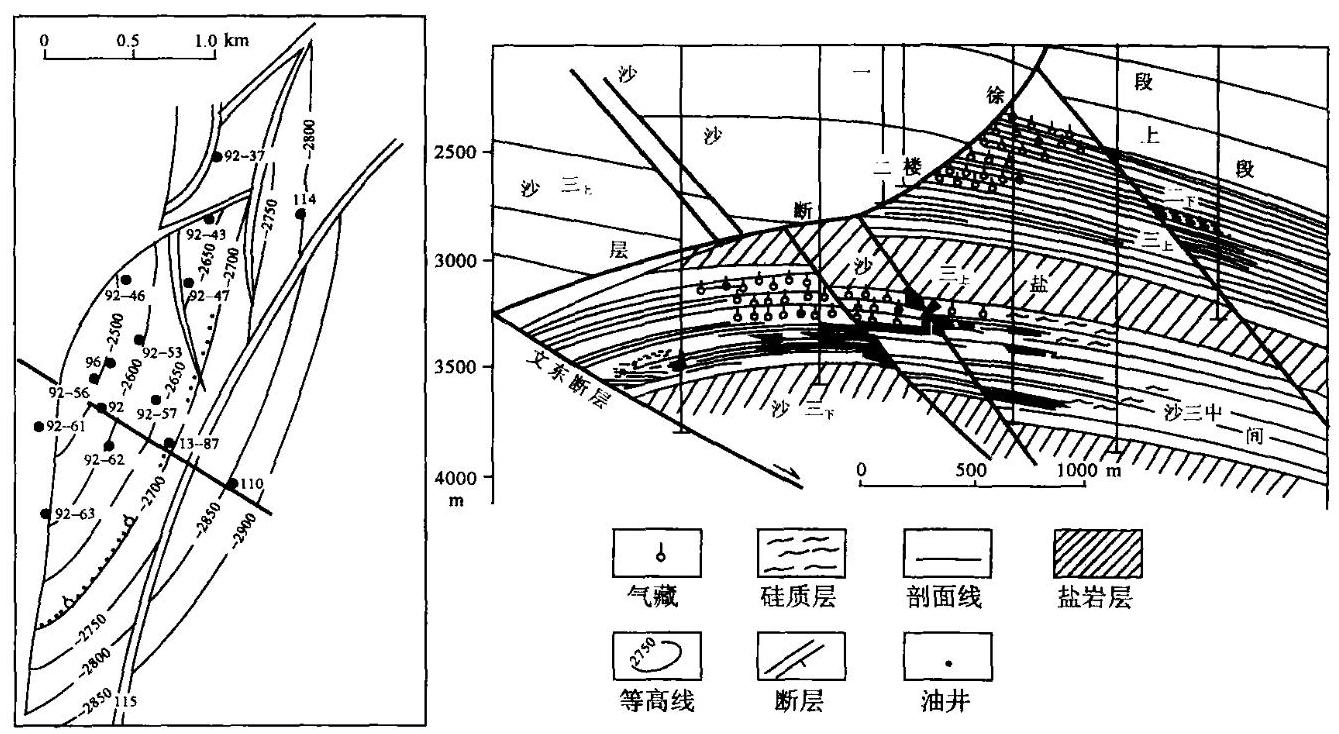 0 0.5 1.0 km
92-37
-2800
114
-2750
92-43
-2650
-2700
92-46
92-47
-2500
92-53
96
-2600
-2650
92-56
92
92-57
92-61
13-87
92-62
110
-2700
92-63
-2850
-2900
-2750
-2800
-2850
115
2500
3000
3500
4000
m
沙
一
段
徐
沙
上
二 楼
段
沙 三上
二下
断
三上
层
沙
三上
盐
文东断层
沙 三下
沙三中
间
0 500 1000 m
气藏
硅质层
剖面线
盐岩层
2750
等高线
断层
油井